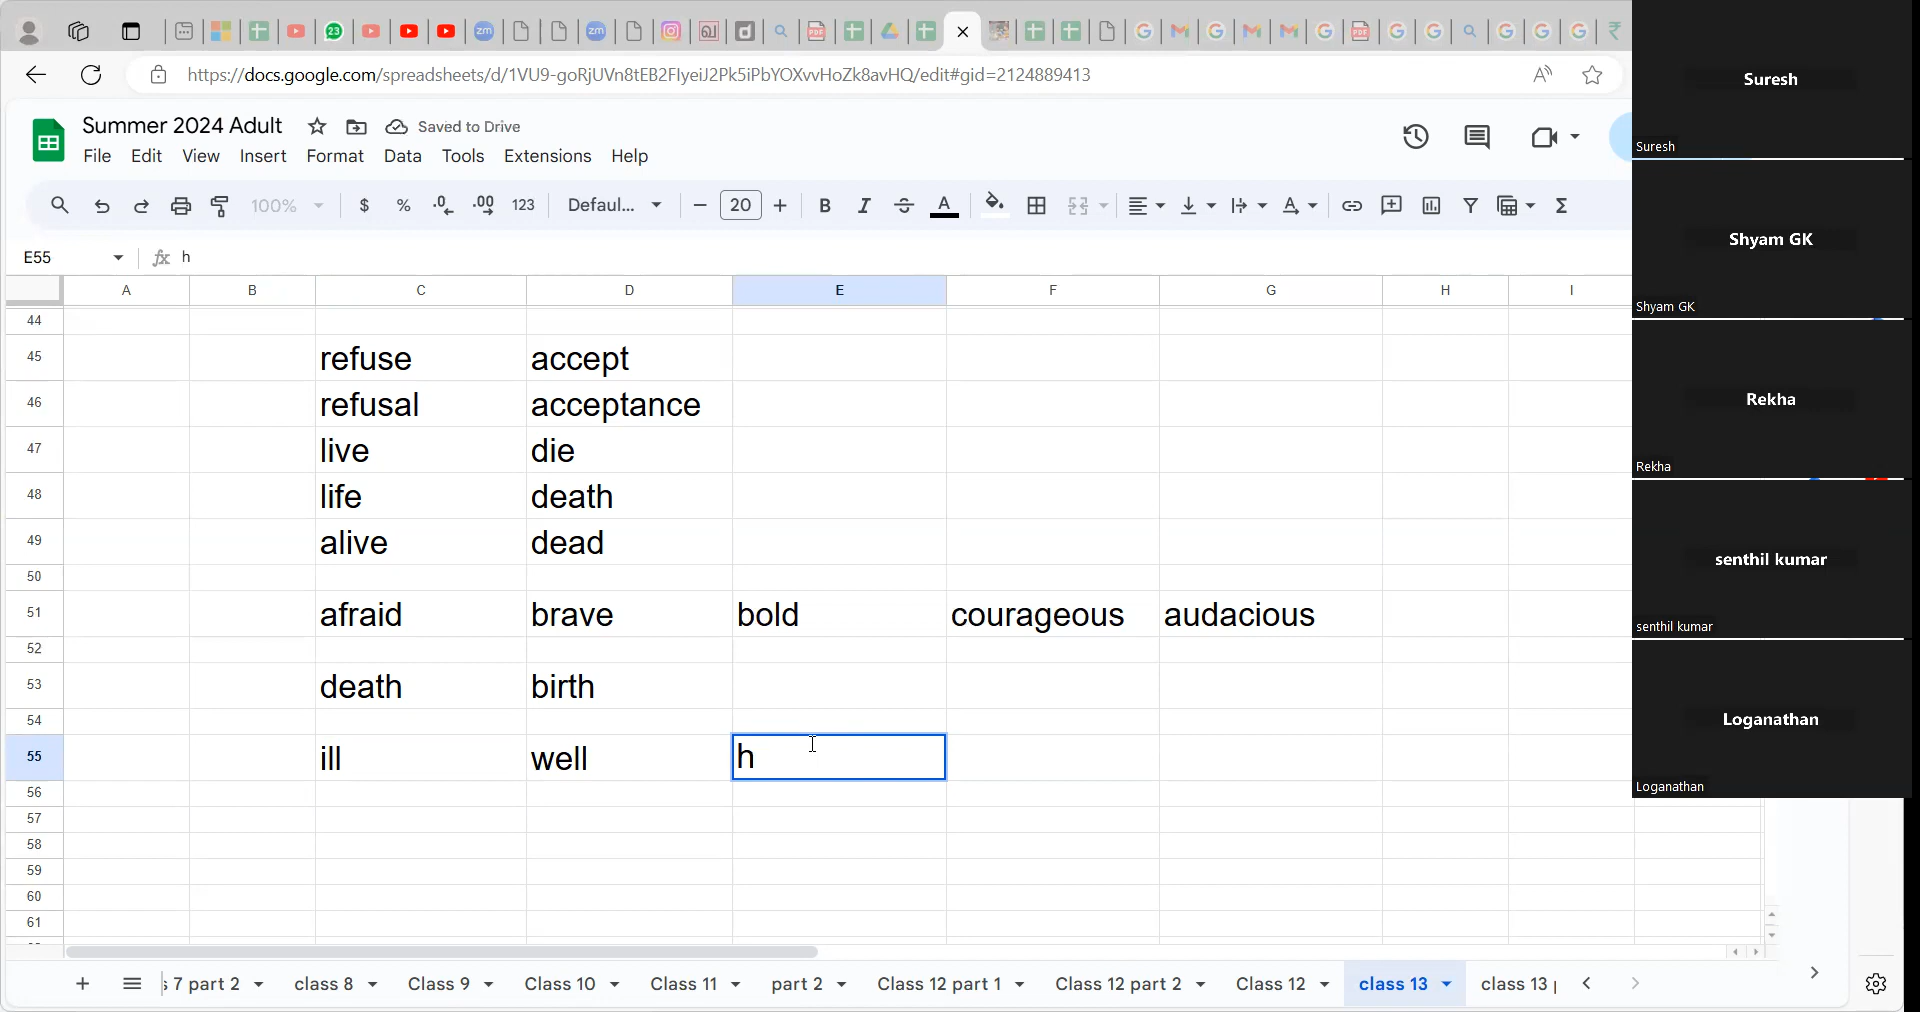 23
zm
zm
https://docs.google.com/spreadsheets/d/1VU9-goRjUVn8tEB2FIyeiJ2Pk5iPbYOXvvHoZk8avHQ/edit#gid=2124889413
Summer 2024 Adult Saved to Drive
File Edit View Insert Format Data Tools Extensions Help
100% $ % .0 .00 123 Defaul... 20 B I A
E55 fx h
A B C D E F G H I
44
45 refuse accept
46 refusal acceptance
47 live die
48 life death
49 alive dead
50
51 afraid brave bold courageous audacious
52
53 death birth
54
55 ill well h
56
57
58
59
60
61
7 part 2 class 8 Class 9 Class 10 Class 11 part 2 Class 12 part 1 Class 12 part 2 Class 12 class 13 class 13
Suresh
Suresh
Shyam GK
Shyam GK
Rekha
Rekha
senthil kumar
senthil kumar
Loganathan
Loganathan